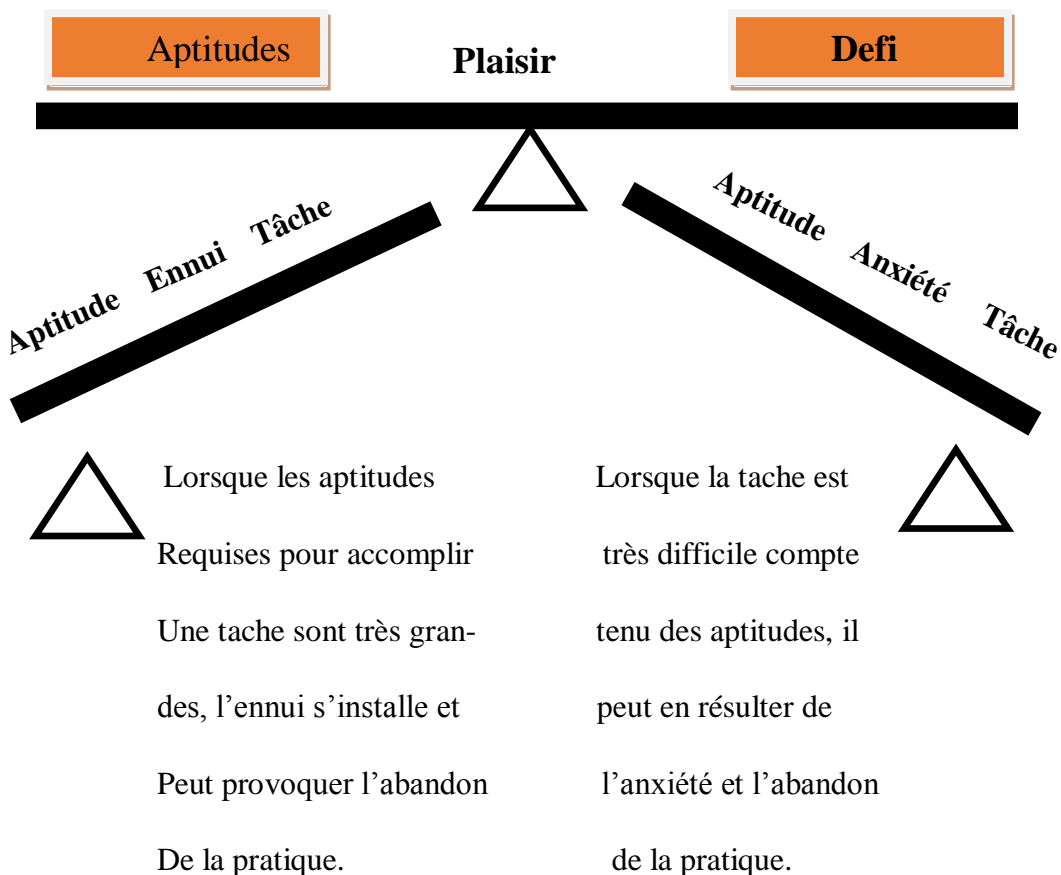 Aptitudes
Plaisir
Defi
Aptitude Ennui Tâche
Aptitude Anxiété Tâche
Lorsque les aptitudes
Requises pour accomplir
Une tache sont très gran-
des, l’ennui s’installe et
Peut provoquer l’abandon
De la pratique.
Lorsque la tache est
très difficile compte
tenu des aptitudes, il
peut en résulter de
l’anxiété et l’abandon
de la pratique.